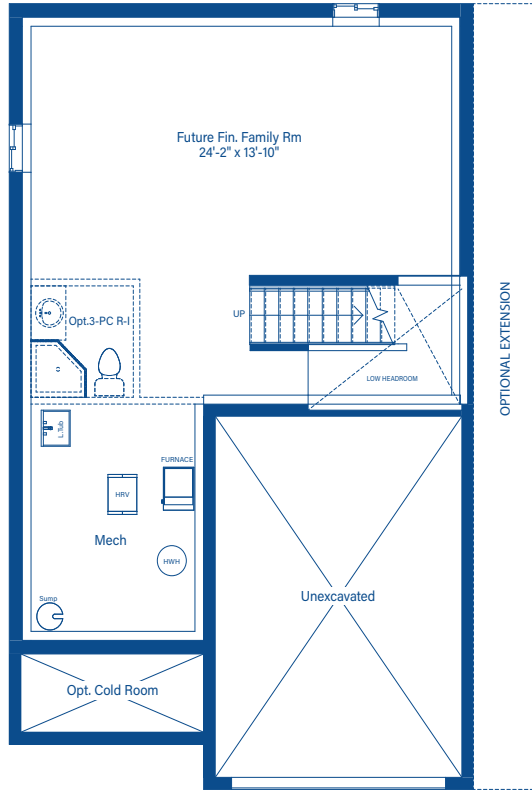 Future Fin. Family Rm
24'-2" x 13'-10"
OPTIONAL EXTENSION
Opt.3-PC R-I
UP
LOW HEADROOM
L.Tub
FURNACE
HRV
Mech
HWH
Sump
Unexcavated
Opt. Cold Room